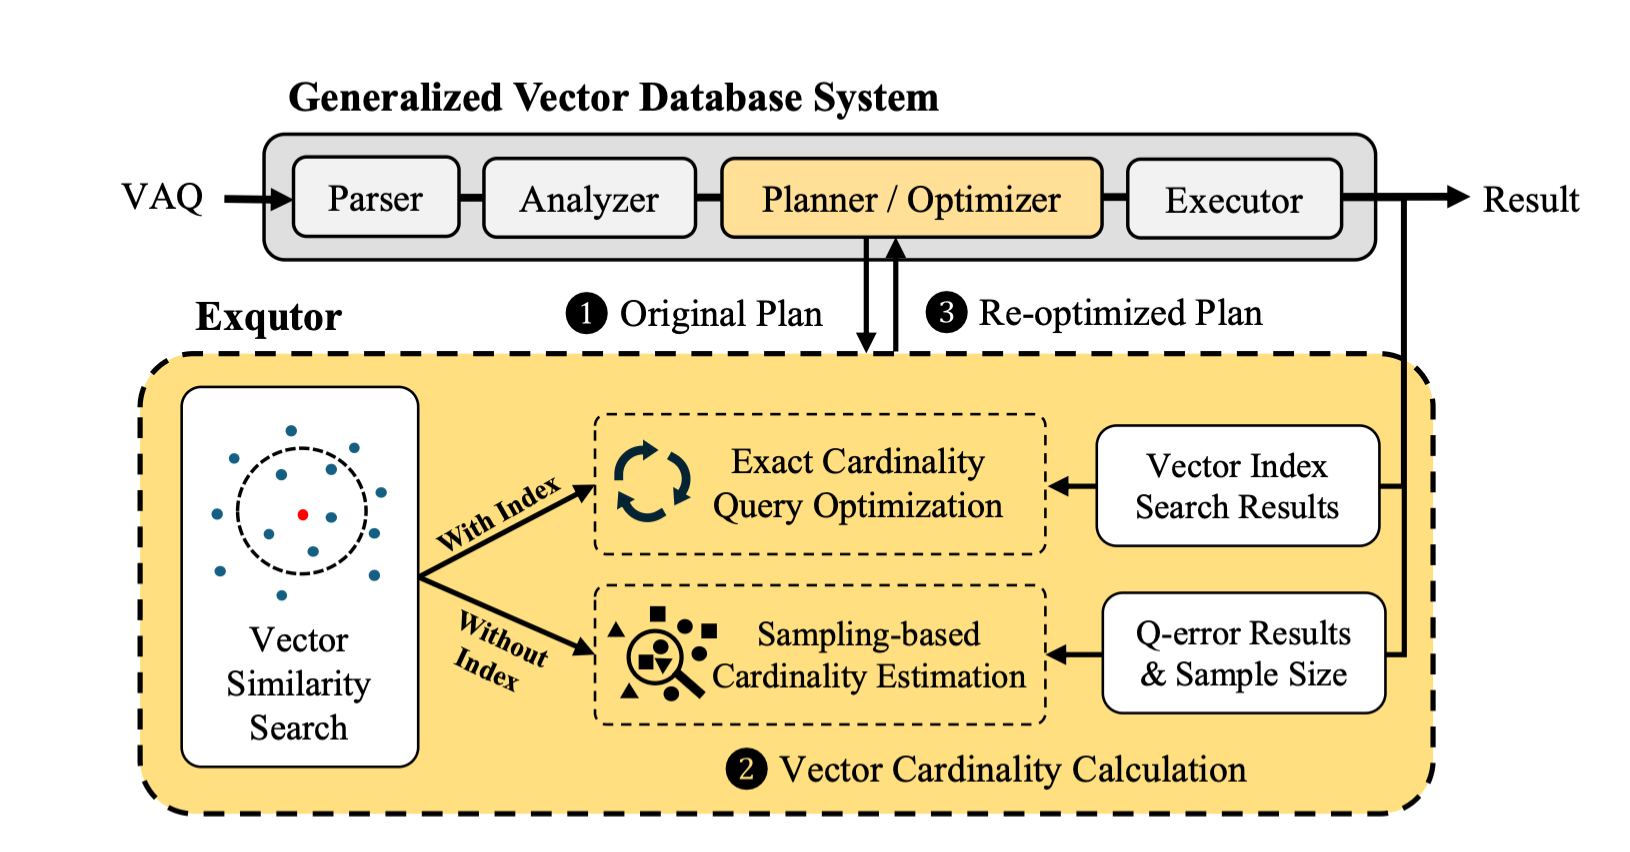 Generalized Vector Database System
VAQ
Parser
Analyzer
Planner / Optimizer
Executor
Result
Exqutor
1 Original Plan
3 Re-optimized Plan
Vector
Similarity
Search
With Index
Without
Index
Exact Cardinality
Query Optimization
Vector Index
Search Results
Sampling-based
Cardinality Estimation
Q-error Results
& Sample Size
2 Vector Cardinality Calculation